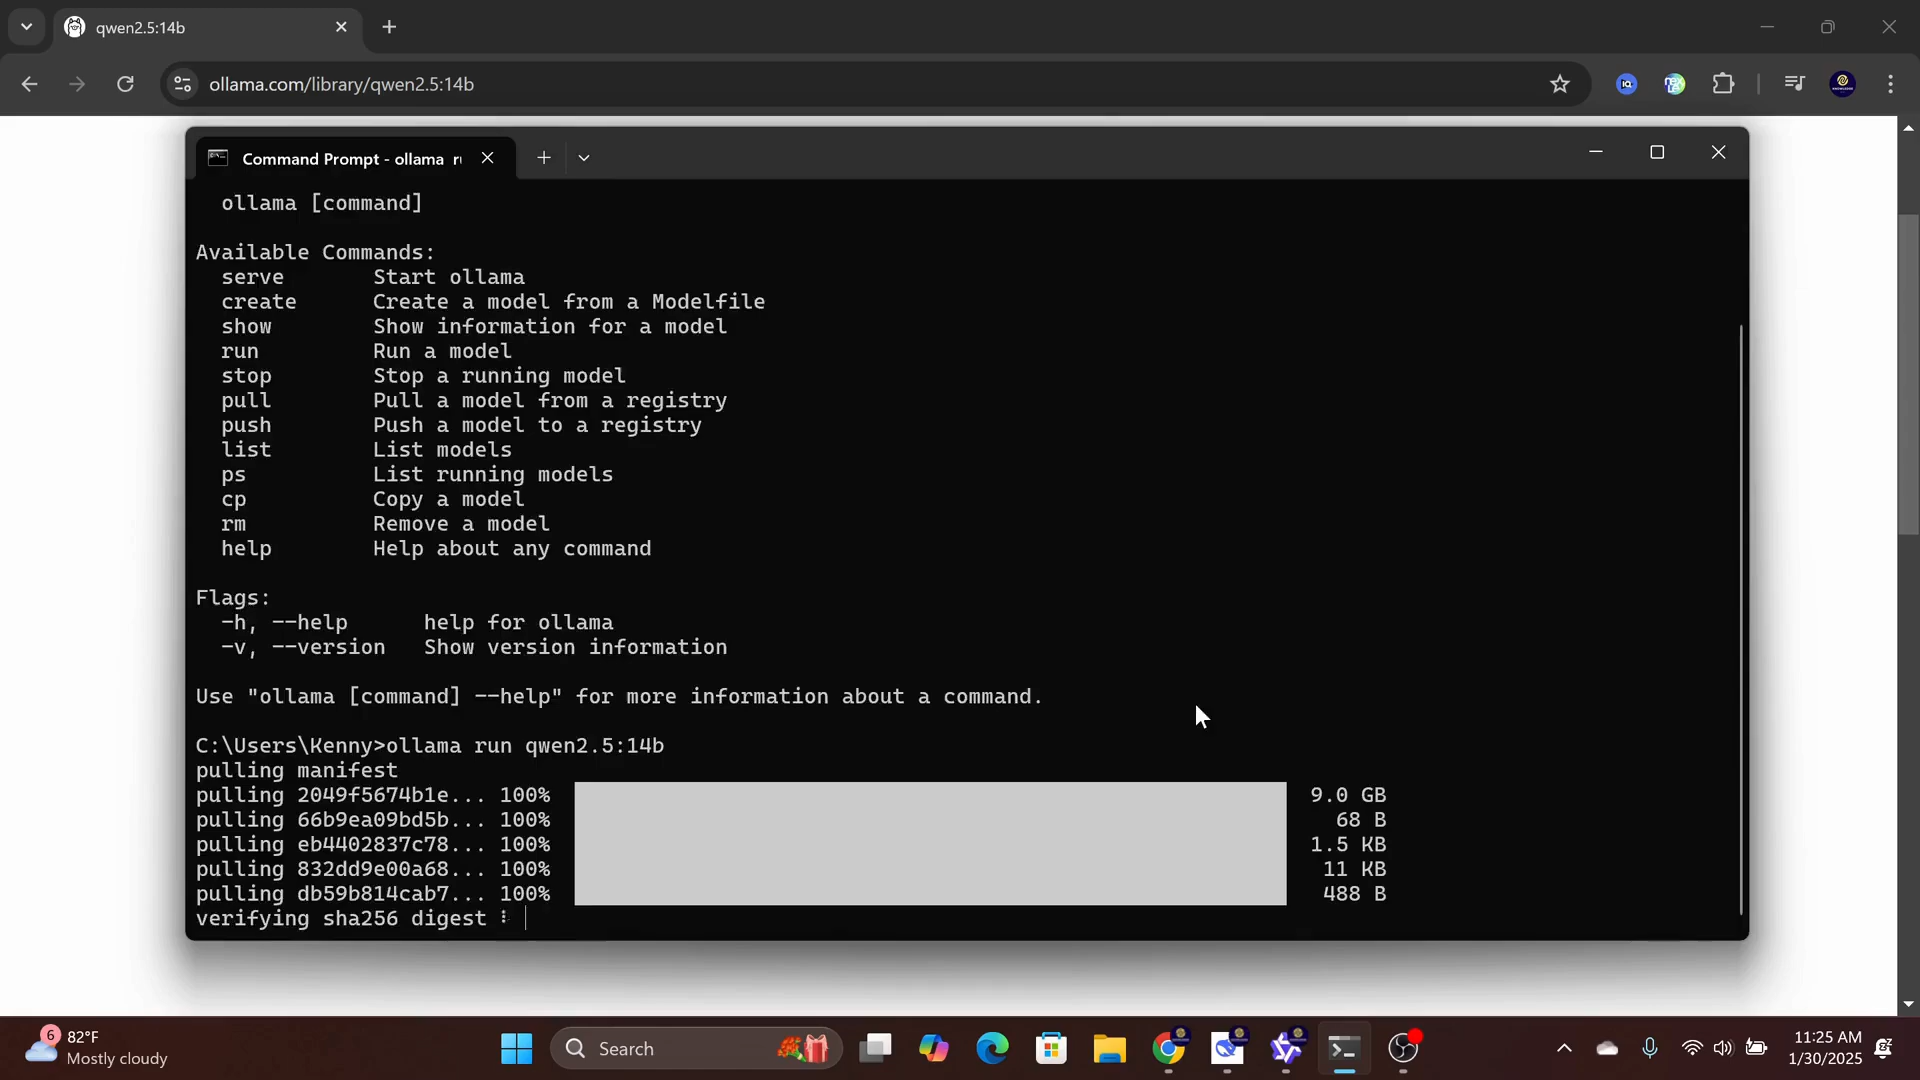 qwen2.5:14b
ollama.com/library/qwen2.5:14b
Command Prompt - ollama r
ollama [command]
Available Commands:
serve Start ollama
create Create a model from a Modelfile
show Show information for a model
run Run a model
stop Stop a running model
pull Pull a model from a registry
push Push a model to a registry
list List models
ps List running models
cp Copy a model
rm Remove a model
help Help about any command
Flags:
-h, --help help for ollama
-v, --version Show version information
Use "ollama [command] --help" for more information about a command.
C:\Users\Kenny>ollama run qwen2.5:14b
pulling manifest
pulling 2049f5674b1e... 100% 9.0 GB
pulling 66b9ea09bd5b... 100% 68 B
pulling eb4402837c78... 100% 1.5 KB
pulling 832dd9e00a68... 100% 11 KB
pulling db59b814cab7... 100% 488 B
verifying sha256 digest
6
82°F
Mostly cloudy
Search
11:25 AM
1/30/2025